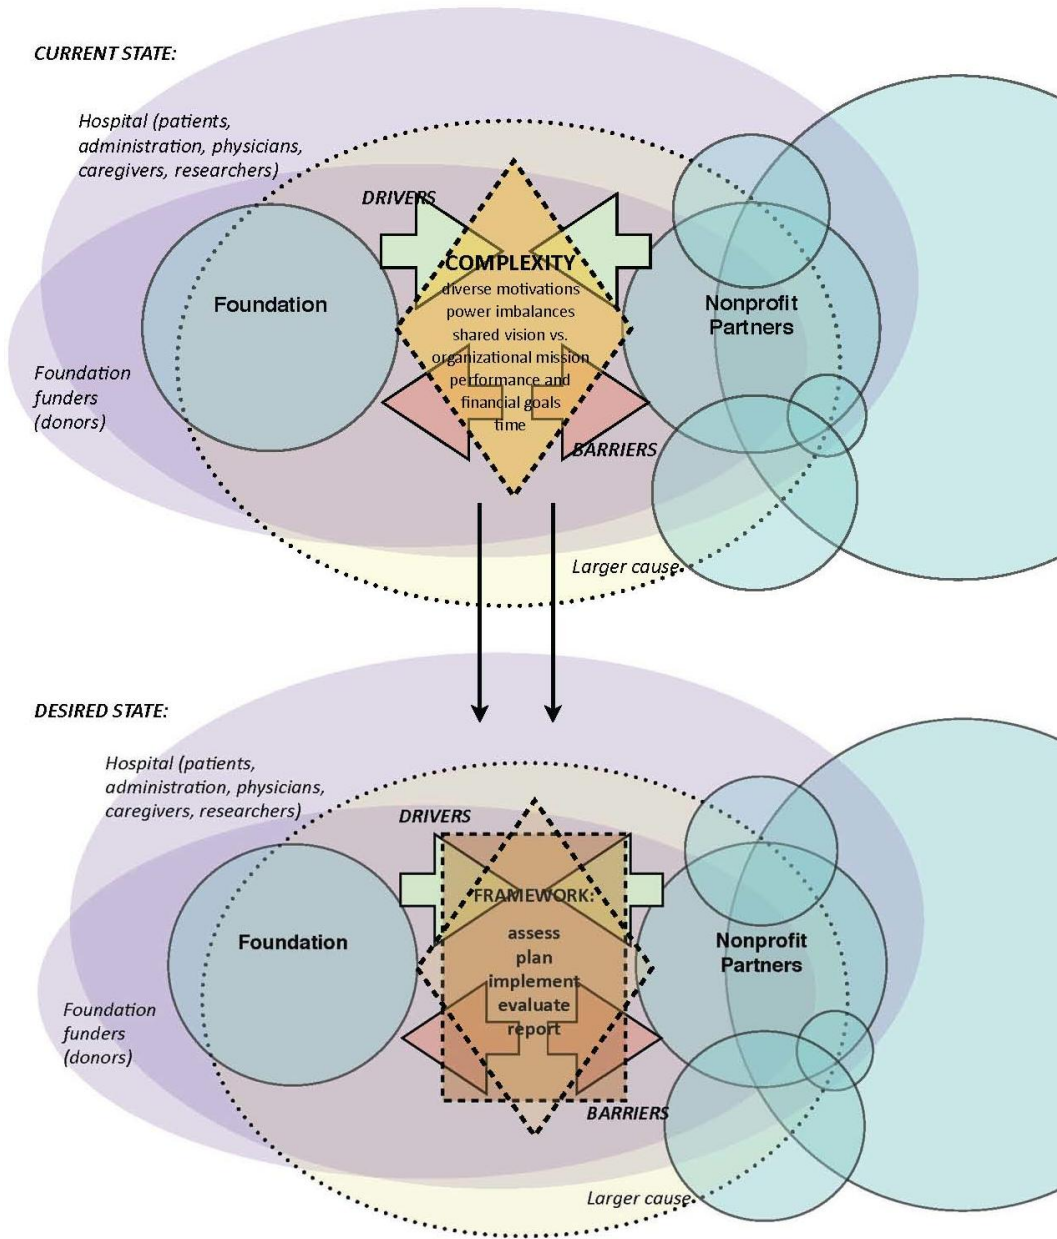 CURRENT STATE:
Hospital (patients,
administration, physicians,
caregivers, researchers)
DRIVERS
COMPLEXITY
diverse motivations
power imbalances
shared vision vs.
organizational mission
performance and
financial goals
time
Foundation
Nonprofit
Partners
Foundation
funders
(donors)
BARRIERS
Larger cause
DESIRED STATE:
Hospital (patients,
administration, physicians,
caregivers, researchers)
DRIVERS
FRAMEWORK:
assess
plan
implement
evaluate
report
Foundation
Nonprofit
Partners
Foundation
funders
(donors)
BARRIERS
Larger cause